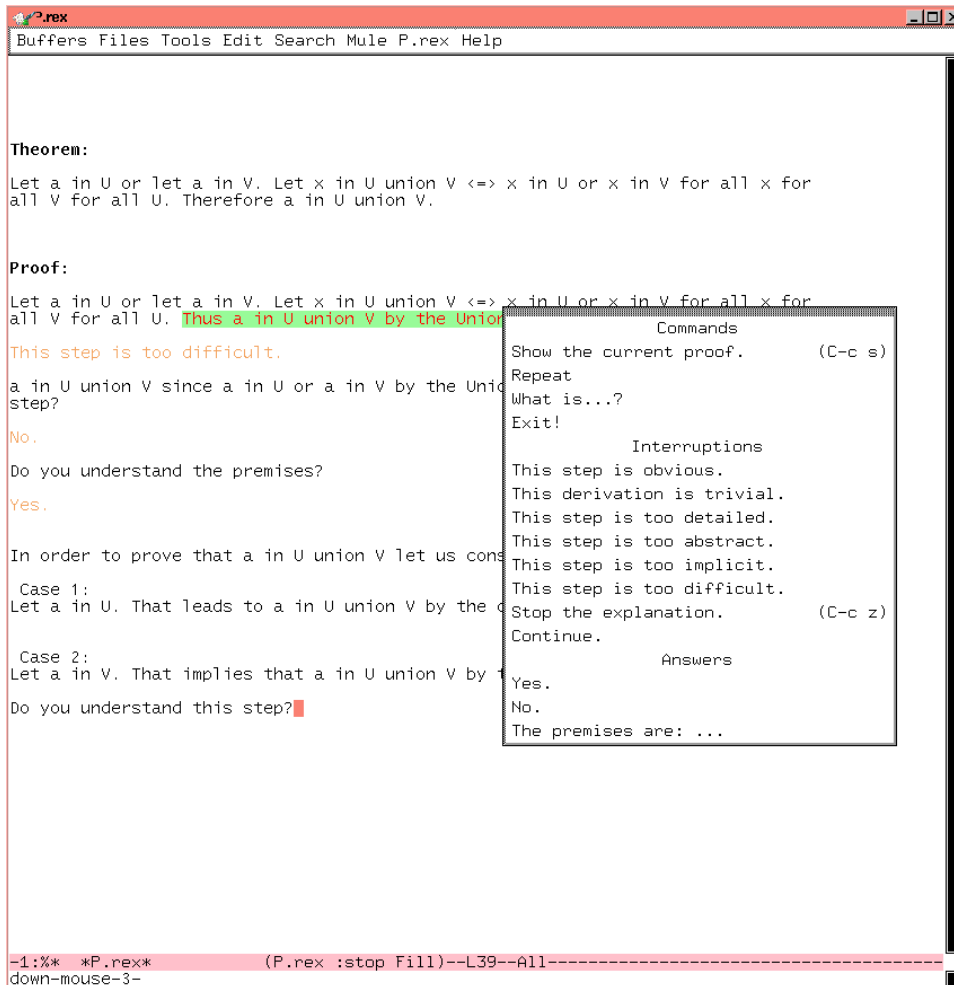 P.rex
Buffers Files Tools Edit Search Mule P.rex Help
Theorem:
Let a in U or let a in V. Let x in U union V <=> x in U or x in V for all x for
all V for all U. Therefore a in U union V.
Proof:
Let a in U or let a in V. Let x in U union V <=> x in U or x in V for all x for
all V for all U. Thus a in U union V by the Union
This step is too difficult.
a in U union V since a in U or a in V by the
step?
No.
Do you understand the premises?
Yes.
In order to prove that a in U union V let us
Case 1:
Let a in U. That leads to a in U union V by the
Case 2:
Let a in V. That implies that a in U union V by
Do you understand this step?
Commands
Show the current proof. (C-c s)
Repeat
What is...?
Exit!
Interruptions
This step is obvious.
This derivation is trivial.
This step is too detailed.
This step is too abstract.
This step is too implicit.
This step is too difficult.
Stop the explanation. (C-c z)
Continue.
Answers
Yes.
No.
The premises are: ...
-1:%* *P.rex* (P.rex :stop Fill)--L39--All--------------------------------------
down-mouse-3-